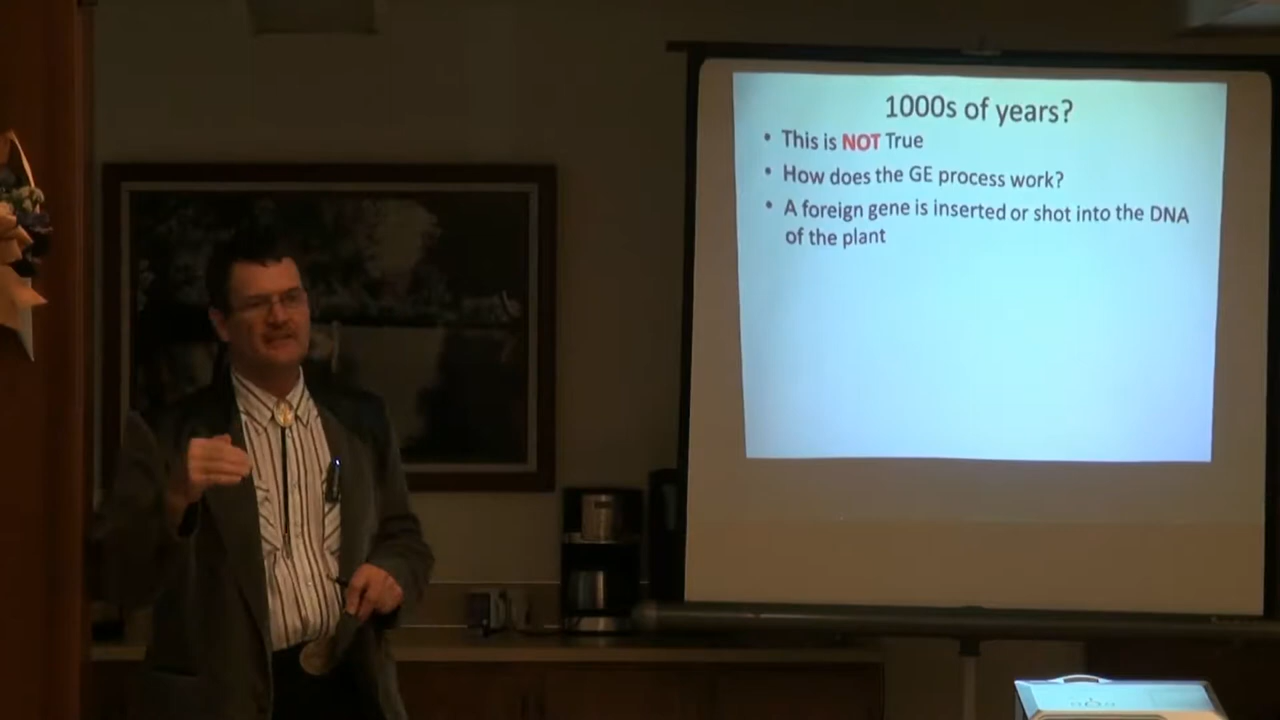 1000s of years?
• This is NOT True
• How does the GE process work?
• A foreign gene is inserted or shot into the DNA
of the plant